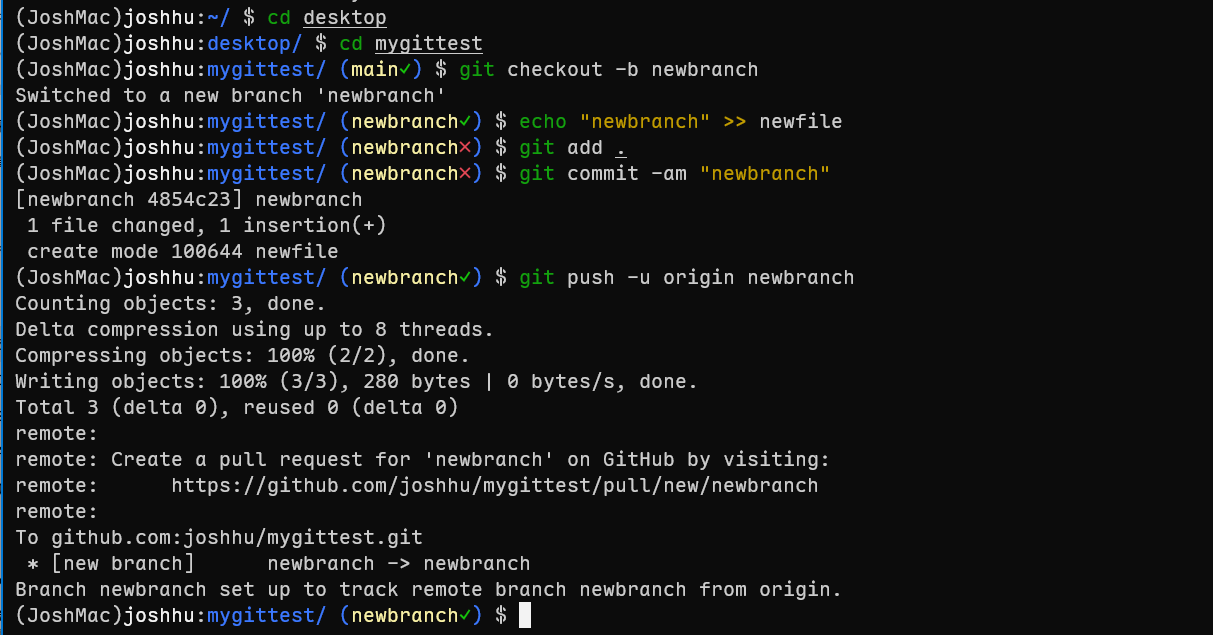 (JoshMac)joshhu:~/ $ cd desktop
(JoshMac)joshhu:desktop/ $ cd mygittest
(JoshMac)joshhu:mygittest/ (main✓) $ git checkout -b newbranch
Switched to a new branch 'newbranch'
(JoshMac)joshhu:mygittest/ (newbranch✓) $ echo "newbranch" >> newfile
(JoshMac)joshhu:mygittest/ (newbranch✗) $ git add .
(JoshMac)joshhu:mygittest/ (newbranch✗) $ git commit -am "newbranch"
[newbranch 4854c23] newbranch
 1 file changed, 1 insertion(+)
 create mode 100644 newfile
(JoshMac)joshhu:mygittest/ (newbranch✓) $ git push -u origin newbranch
Counting objects: 3, done.
Delta compression using up to 8 threads.
Compressing objects: 100% (2/2), done.
Writing objects: 100% (3/3), 280 bytes | 0 bytes/s, done.
Total 3 (delta 0), reused 0 (delta 0)
remote:
remote: Create a pull request for 'newbranch' on GitHub by visiting:
remote:      https://github.com/joshhu/mygittest/pull/new/newbranch
remote:
To github.com:joshhu/mygittest.git
 * [new branch]      newbranch -> newbranch
Branch newbranch set up to track remote branch newbranch from origin.
(JoshMac)joshhu:mygittest/ (newbranch✓) $